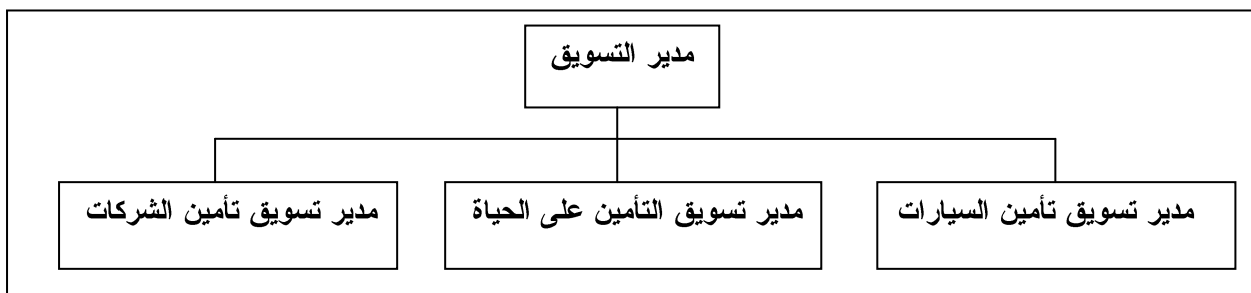 مدير التسويق
مدير تسويق تأمين السيارات
مدير تسويق التأمين على الحياة
مدير تسويق تأمين الشركات